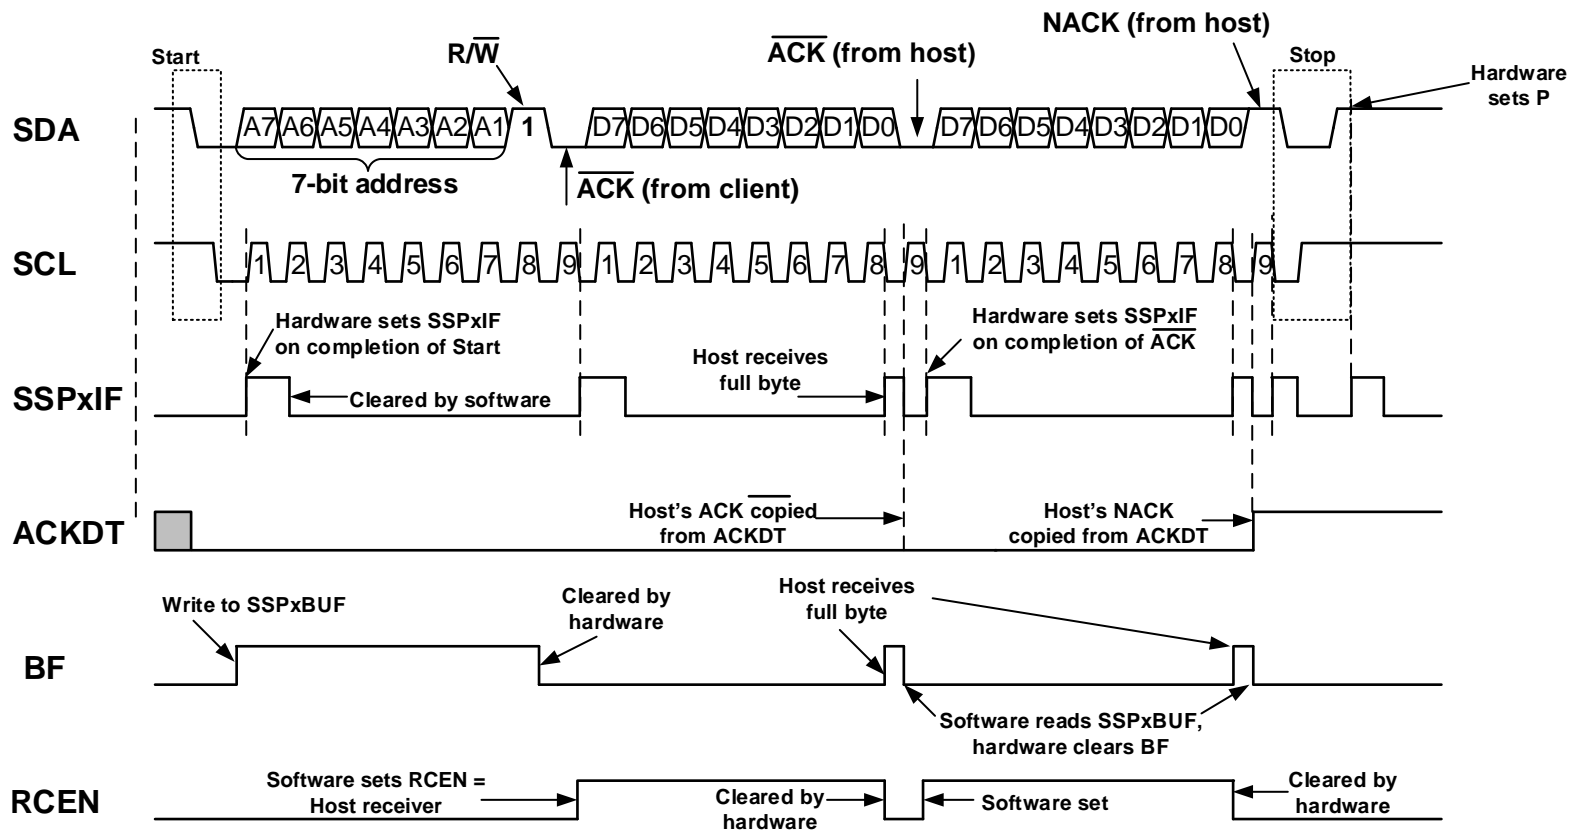 Start
R/W
ACK (from host)
NACK (from host)
Stop
Hardware
sets P
SDA
A7 A6 A5 A4 A3 A2 A1 1 D7 D6 D5 D4 D3 D2 D1 D0 D7 D6 D5 D4 D3 D2 D1 D0
7-bit address
ACK (from client)
SCL
1 2 3 4 5 6 7 8 9 1 2 3 4 5 6 7 8 9 1 2 3 4 5 6 7 8 9
Hardware sets SSPxIF
on completion of Start
Host receives
full byte
Hardware sets SSPxIF
on completion of ACK
SSPxIF
Cleared by software
ACKDT
Host's ACK copied
from ACKDT
Host's NACK
copied from ACKDT
Write to SSPxBUF
Cleared by
hardware
Host receives
full byte
BF
Software reads SSPxBUF,
hardware clears BF
RCEN
Software sets RCEN =
Host receiver
Cleared by
hardware
Software set
Cleared by
hardware